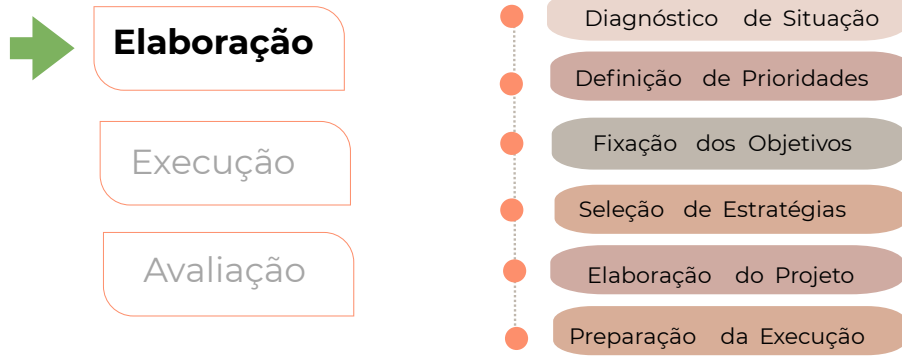 Elaboração
Execução
Avaliação
Diagnóstico de Situação
Definição de Prioridades
Fixação dos Objetivos
Seleção de Estratégias
Elaboração do Projeto
Preparação da Execução